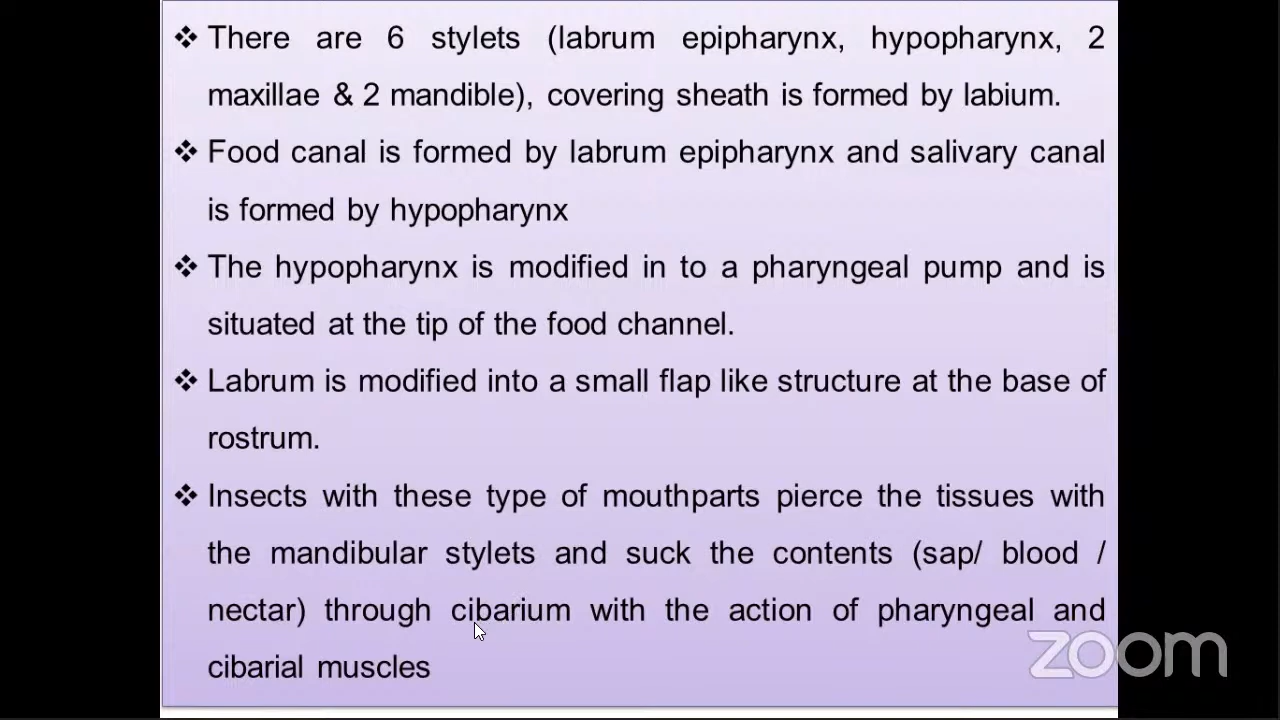 ❖ There are 6 stylets (labrum epipharynx, hypopharynx, 2
maxillae & 2 mandible), covering sheath is formed by labium.
❖ Food canal is formed by labrum epipharynx and salivary canal
is formed by hypopharynx
❖ The hypopharynx is modified in to a pharyngeal pump and is
situated at the tip of the food channel.
❖ Labrum is modified into a small flap like structure at the base of
rostrum.
❖ Insects with these type of mouthparts pierce the tissues with
the mandibular stylets and suck the contents (sap/ blood /
nectar) through cibarium with the action of pharyngeal and
cibarial muscles
zoom